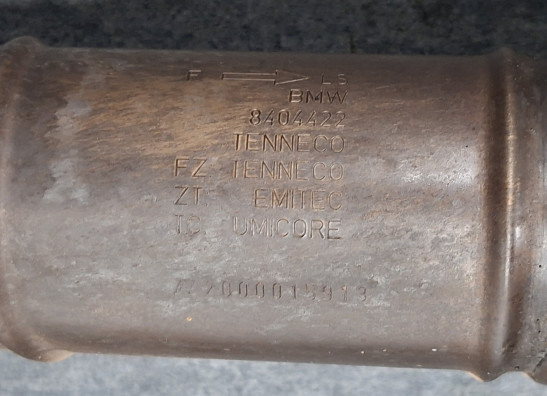 F LS
BMW
8404422
TENNECO
FZ TENNECO
ZT EMITEC
TC UMICORE